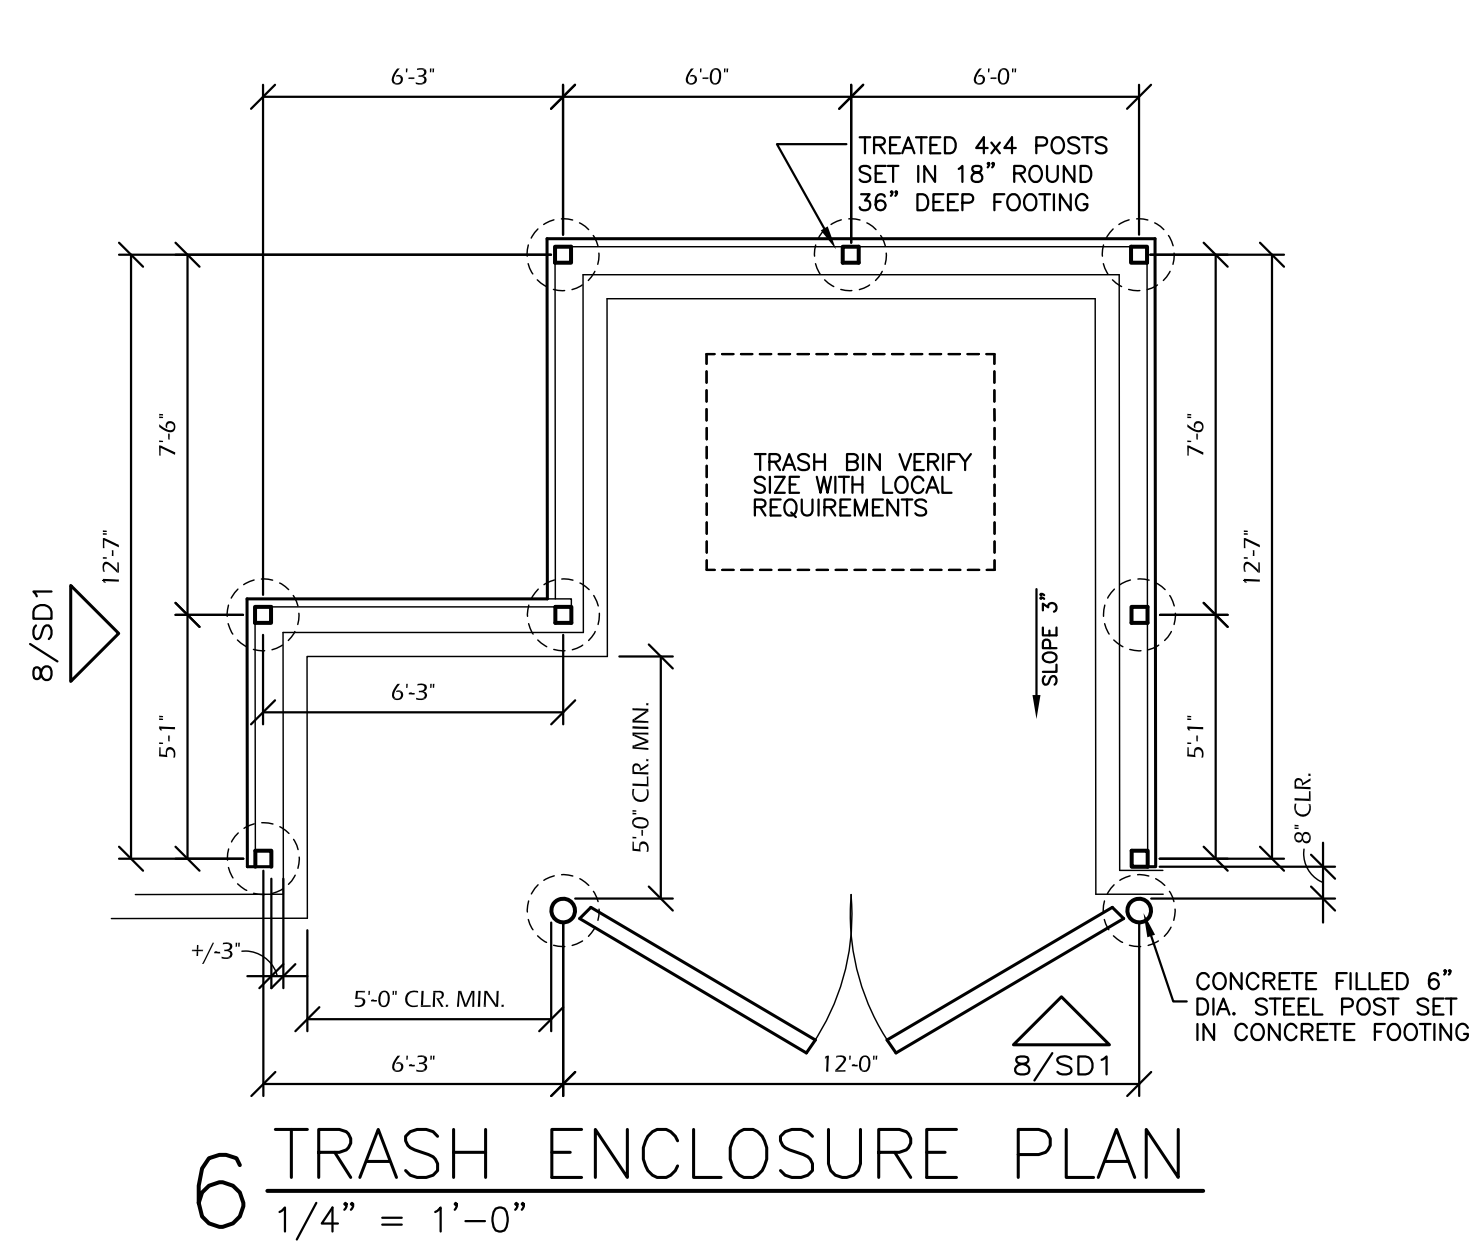 6'-3"
6'-0"
6'-0"
TREATED 4x4 POSTS
SET IN 18" ROUND
36" DEEP FOOTING
7'-6"
7'-6"
TRASH BIN VERIFY
SIZE WITH LOCAL
REQUIREMENTS
12'-7"
12'-7"
8/SD1
SLOPE 3"
6'-3"
5'-1"
5'-1"
5'-0" CLR. MIN.
8" CLR.
+/-3"
5'-0" CLR. MIN.
CONCRETE FILLED 6"
DIA. STEEL POST SET
IN CONCRETE FOOTING
6'-3"
12'-0"
8/SD1
6 TRASH ENCLOSURE PLAN
1/4" = 1'-0"